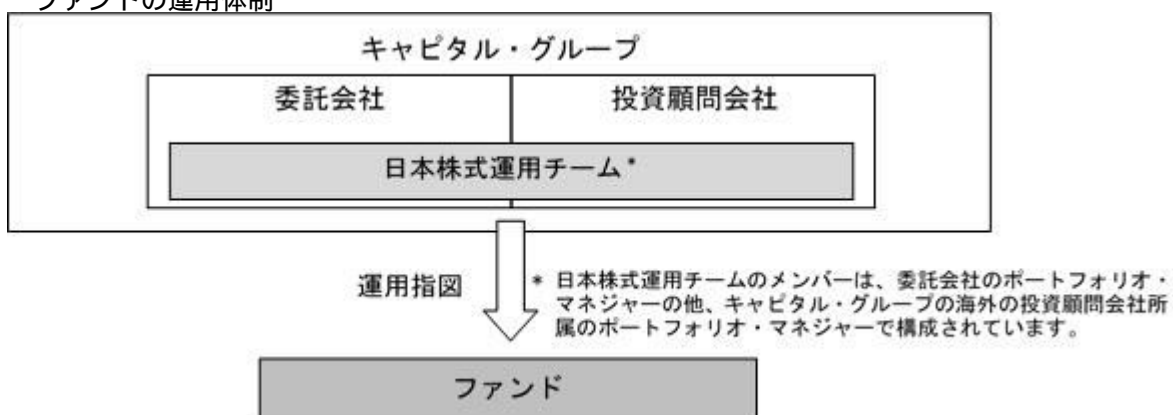 ファンドの運用体制
キャピタル・グループ
委託会社
投資顧問会社
日本株式運用チーム*
運用指図
* 日本株式運用チームのメンバーは、委託会社のポートフォリオ・
マネジャーの他、キャピタル・グループの海外の投資顧問会社所
属のポートフォリオ・マネジャーで構成されています。
ファンド